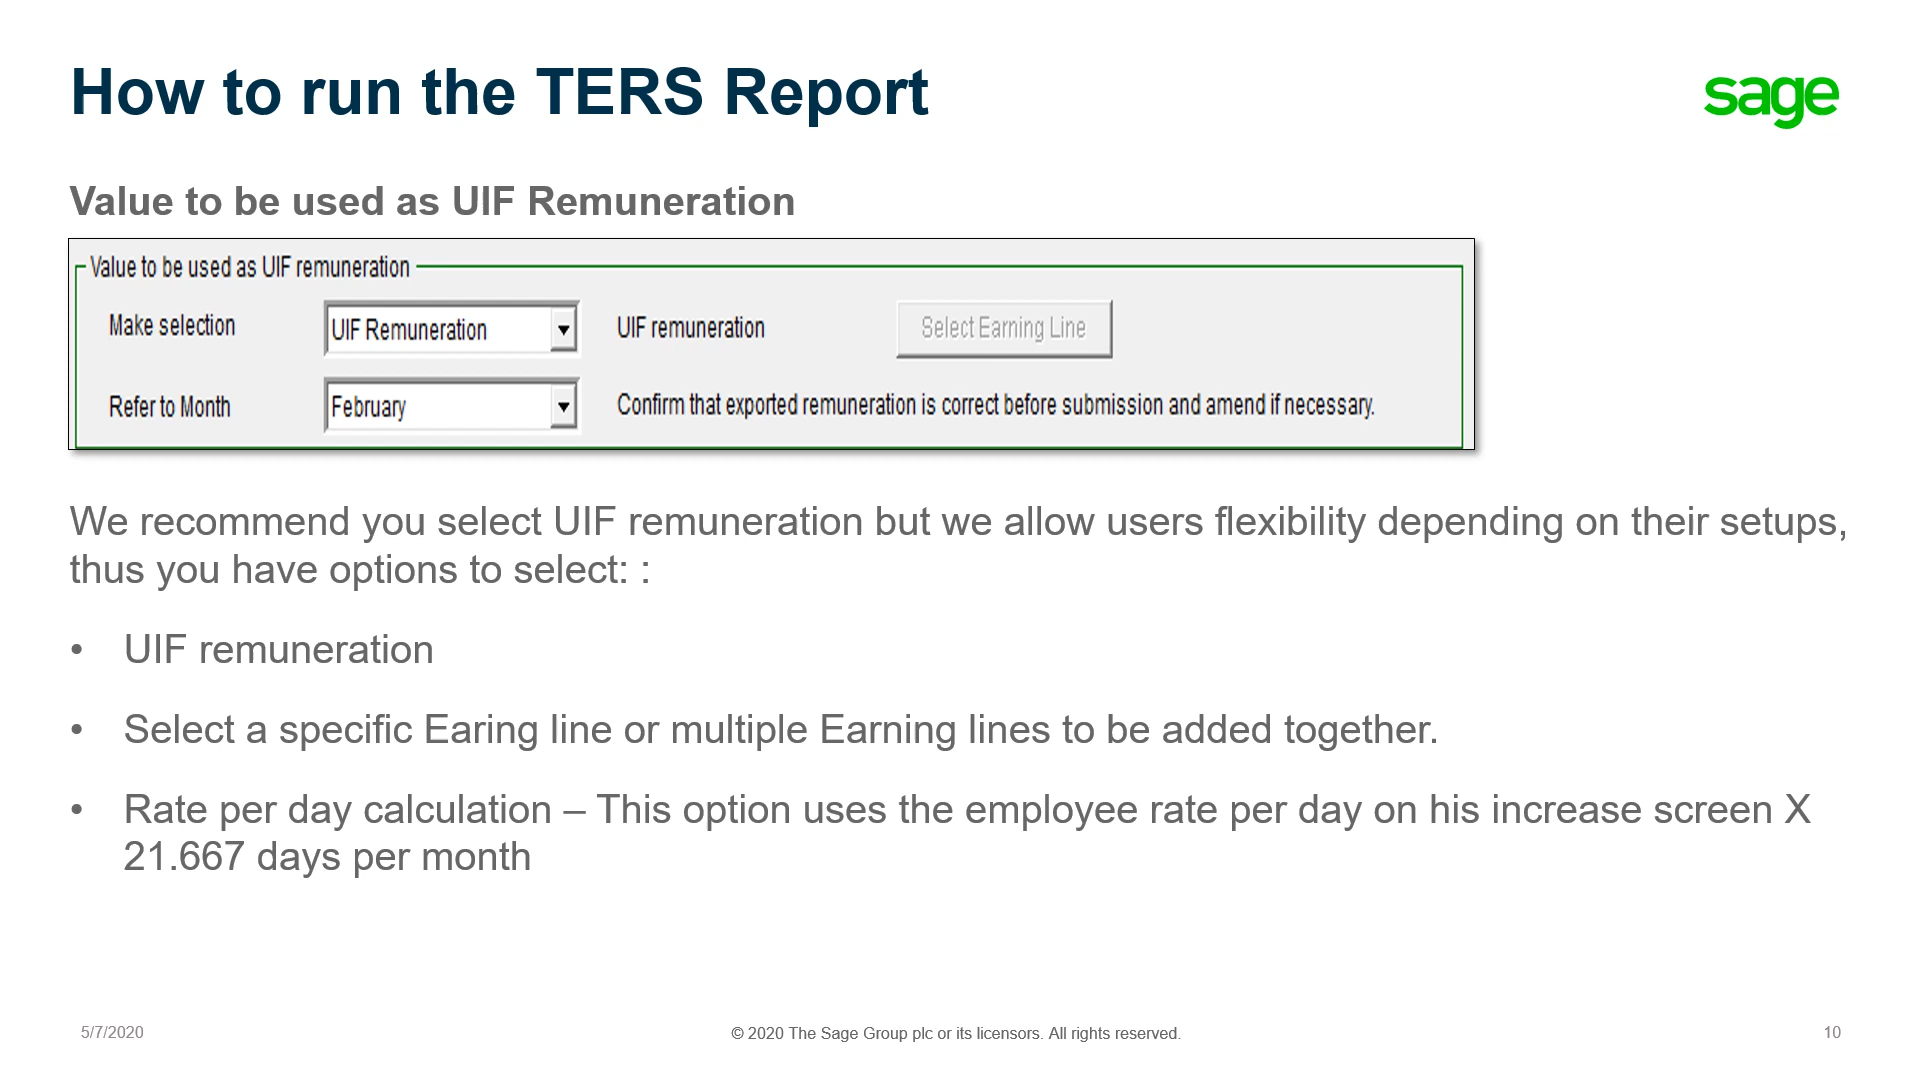 How to run the TERS Report
sage
Value to be used as UIF Remuneration
Value to be used as UIF remuneration
Make selection UIF Remuneration UIF remuneration Select Earning Line
Refer to Month February Confirm that exported remuneration is correct before submission and amend if necessary.
We recommend you select UIF remuneration but we allow users flexibility depending on their setups,
thus you have options to select: :
• UIF remuneration
• Select a specific Earing line or multiple Earning lines to be added together.
• Rate per day calculation – This option uses the employee rate per day on his increase screen X
21.667 days per month
5/7/2020 © 2020 The Sage Group plc or its licensors. All rights reserved. 10